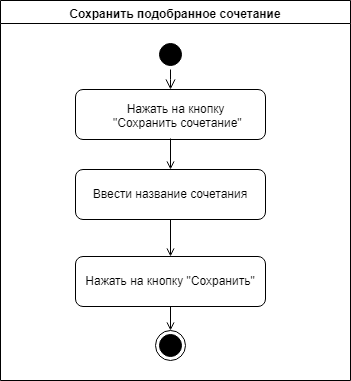 Сохранить подобранное сочетание
Нажать на кнопку
"Сохранить сочетание"
Ввести название сочетания
Нажать на кнопку "Сохранить"